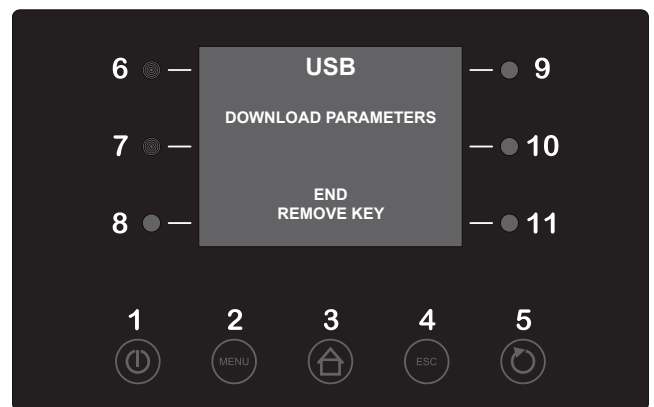 USB
6
9
DOWNLOAD PARAMETERS
7
10
END
REMOVE KEY
8
11
1 2 3 4 5
MENU ESC